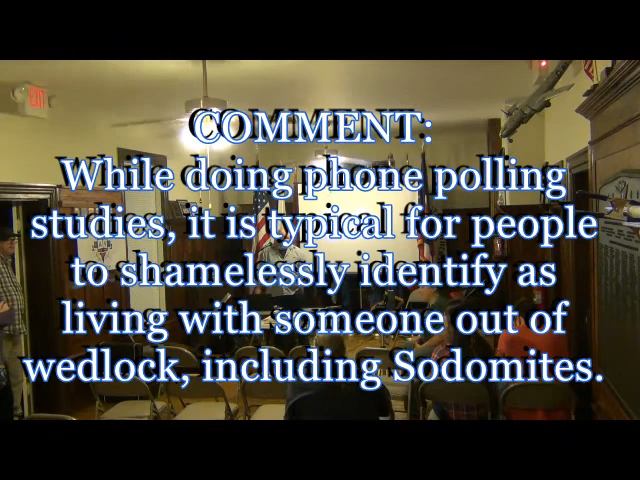 EXIT
COMMENT:
While doing phone polling
studies, it is typical for people
to shamelessly identify as
living with someone out of
wedlock, including Sodomites.